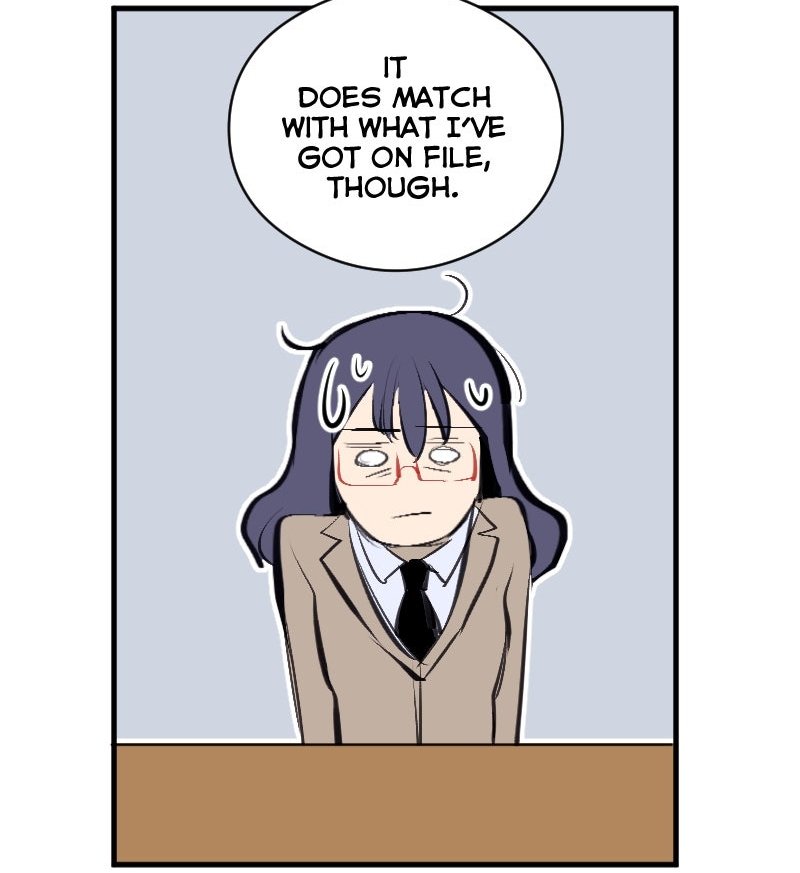 IT
DOES MATCH
WITH WHAT I'VE
GOT ON FILE,
THOUGH.